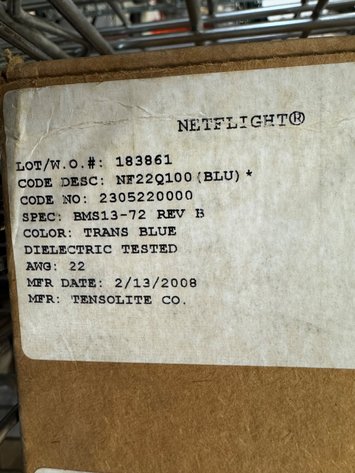 NETFLIGHT®
LOT/W.O.#: 183861
CODE DESC: NF22Q100(BLU)*
CODE NO: 2305220000
SPEC: BMS13-72 REV B
COLOR: TRANS BLUE
DIELECTRIC TESTED
AWG: 22
MFR DATE: 2/13/2008
MFR: TENSOLITE CO.